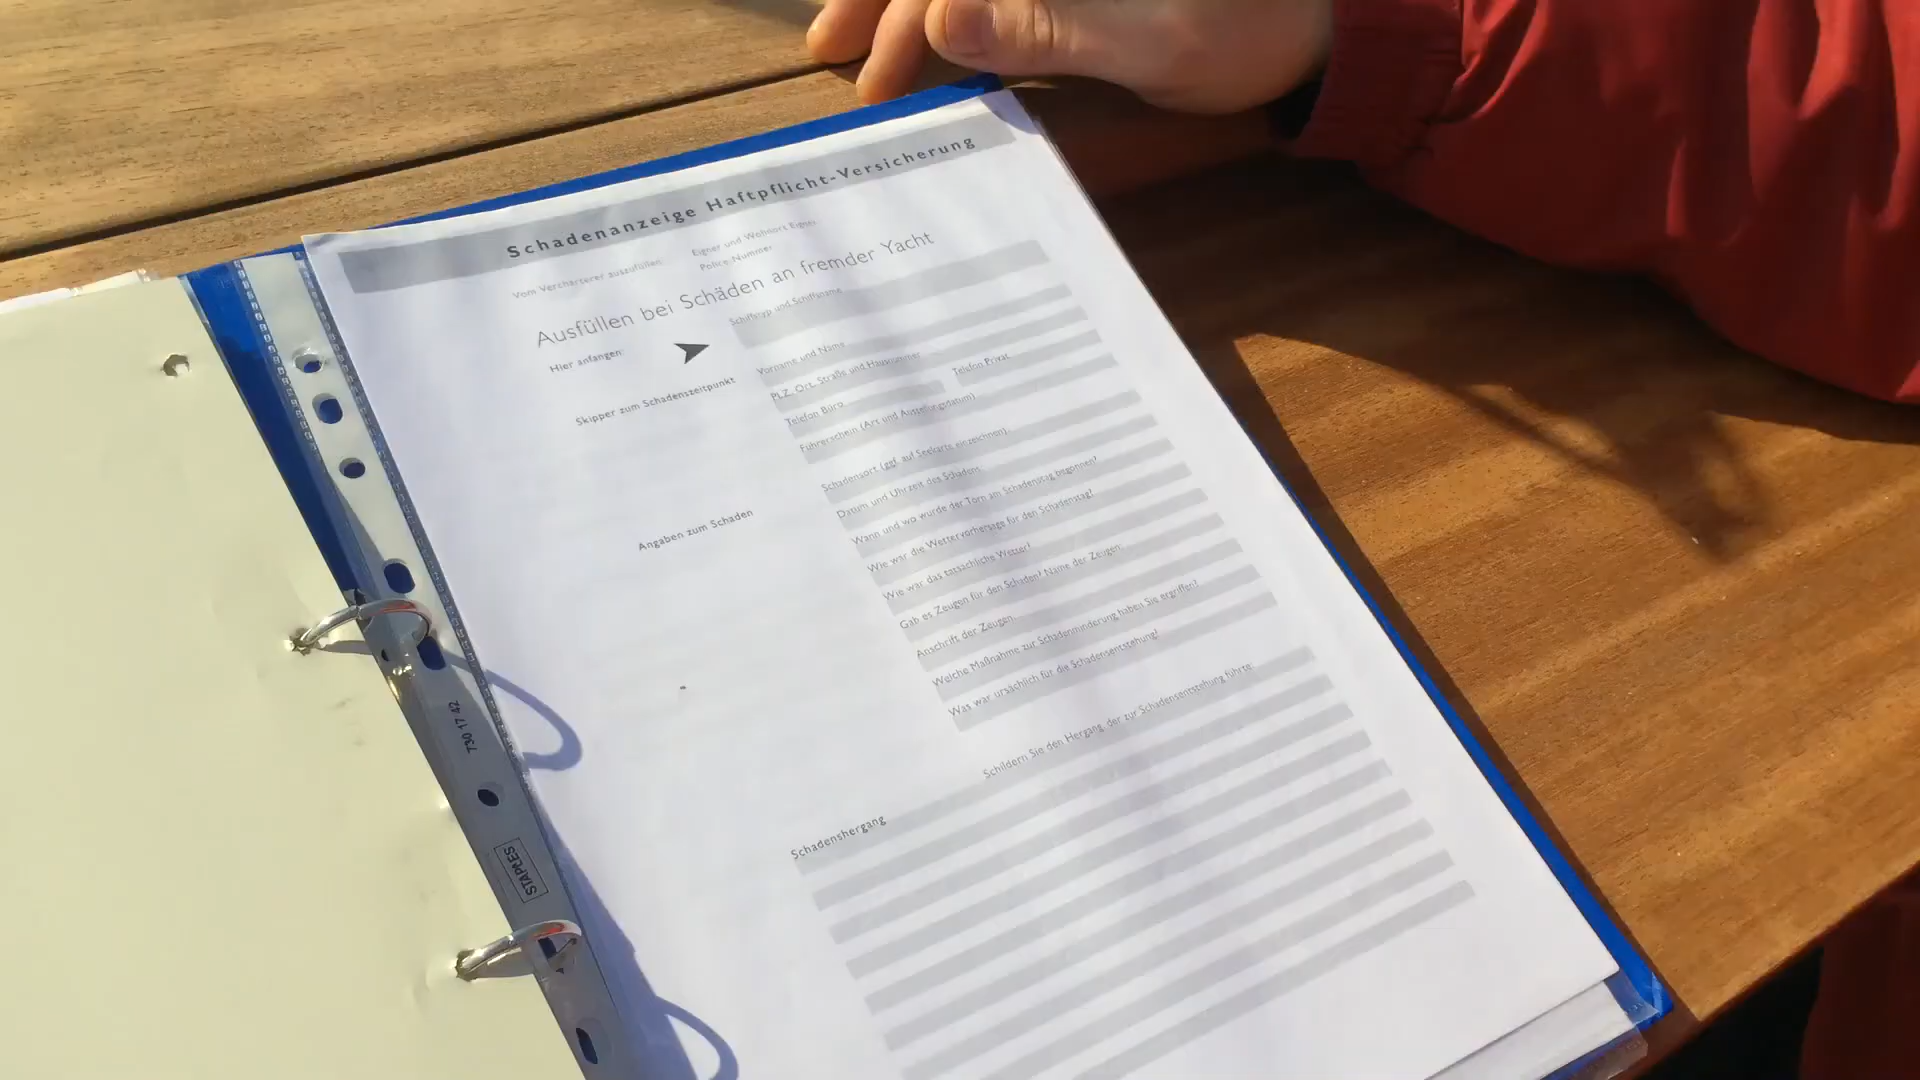 Schadenanzeige Haftpflicht-Versicherung
Vom Vercharterer auszufüllen
Eigner und Wohnort Eigner
Police-Nummer
Ausfüllen bei Schäden an fremder Yacht
Hier anfangen:
Schiffstyp und Schiffsname
Skipper zum Schadenszeitpunkt
Vorname und Name
PLZ, Ort, Straße und Hausnummer
Telefon Büro
Telefon Privat
Führerschein (Art und Ausstellungsdatum)
Angaben zum Schaden
Schadensort (ggf. auf Seekarte einzeichnen)
Datum und Uhrzeit des Schadens
Wann und wo wurde der Törn am Schadenstag begonnen?
Wie war die Wettervorhersage für den Schadenstag?
Wie war das tatsächliche Wetter?
Gab es Zeugen für den Schaden? Name der Zeugen
Anschrift der Zeugen
Welche Maßnahme zur Schadenminderung haben Sie ergriffen?
Was war ursächlich für die Schadensentstehung?
Schadenshergang
Schildern Sie den Hergang, der zur Schadensentstehung führte
730 17 42
STAPLES